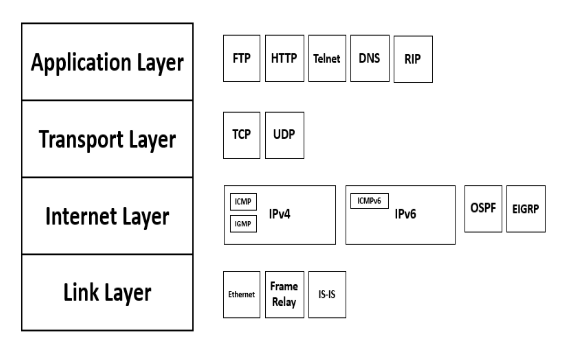 Application Layer
FTP
HTTP
Telnet
DNS
RIP
Transport Layer
TCP
UDP
Internet Layer
ICMP
IGMP
IPv4
ICMPv6
IPv6
OSPF
EIGRP
Link Layer
Ethernet
Frame
Relay
IS-IS